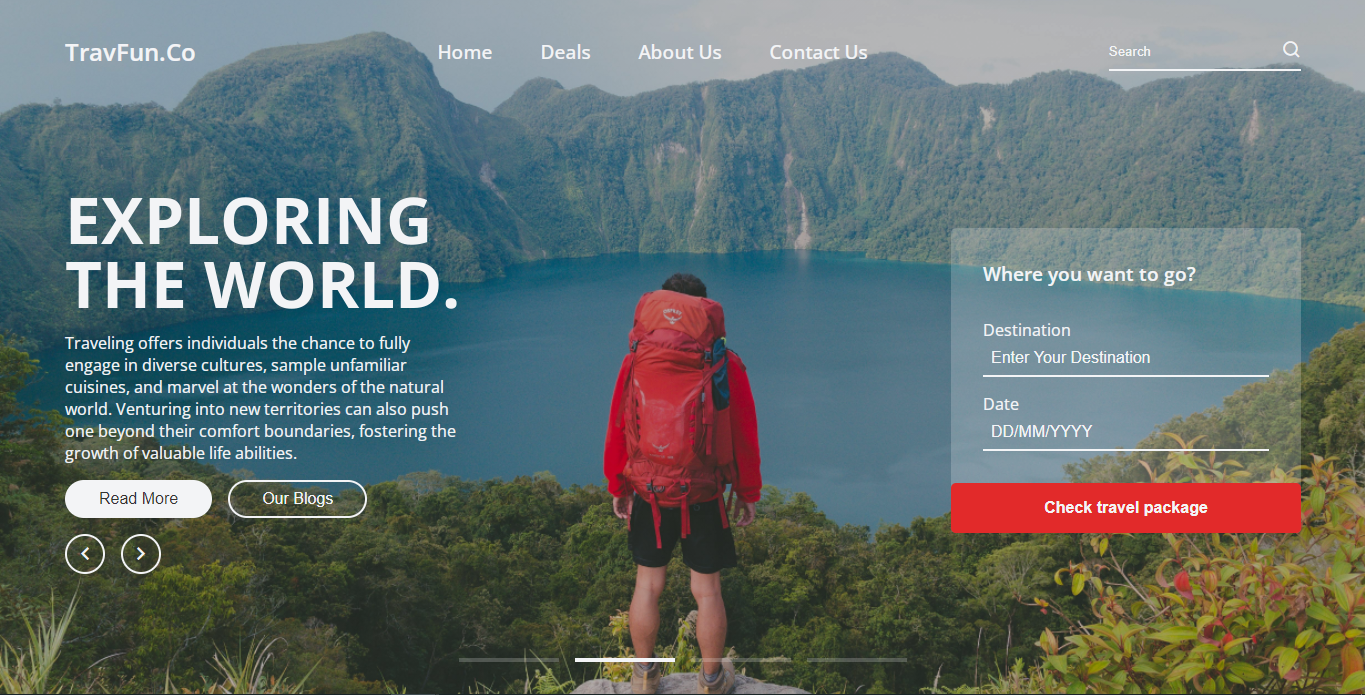 TravFun.Co
Home
Deals
About Us
Contact Us
Search
EXPLORING
THE WORLD.
Traveling offers individuals the chance to fully
engage in diverse cultures, sample unfamiliar
cuisines, and marvel at the wonders of the natural
world. Venturing into new territories can also push
one beyond their comfort boundaries, fostering the
growth of valuable life abilities.
Read More
Our Blogs
Where you want to go?
Destination
Enter Your Destination
Date
DD/MM/YYYY
Check travel package